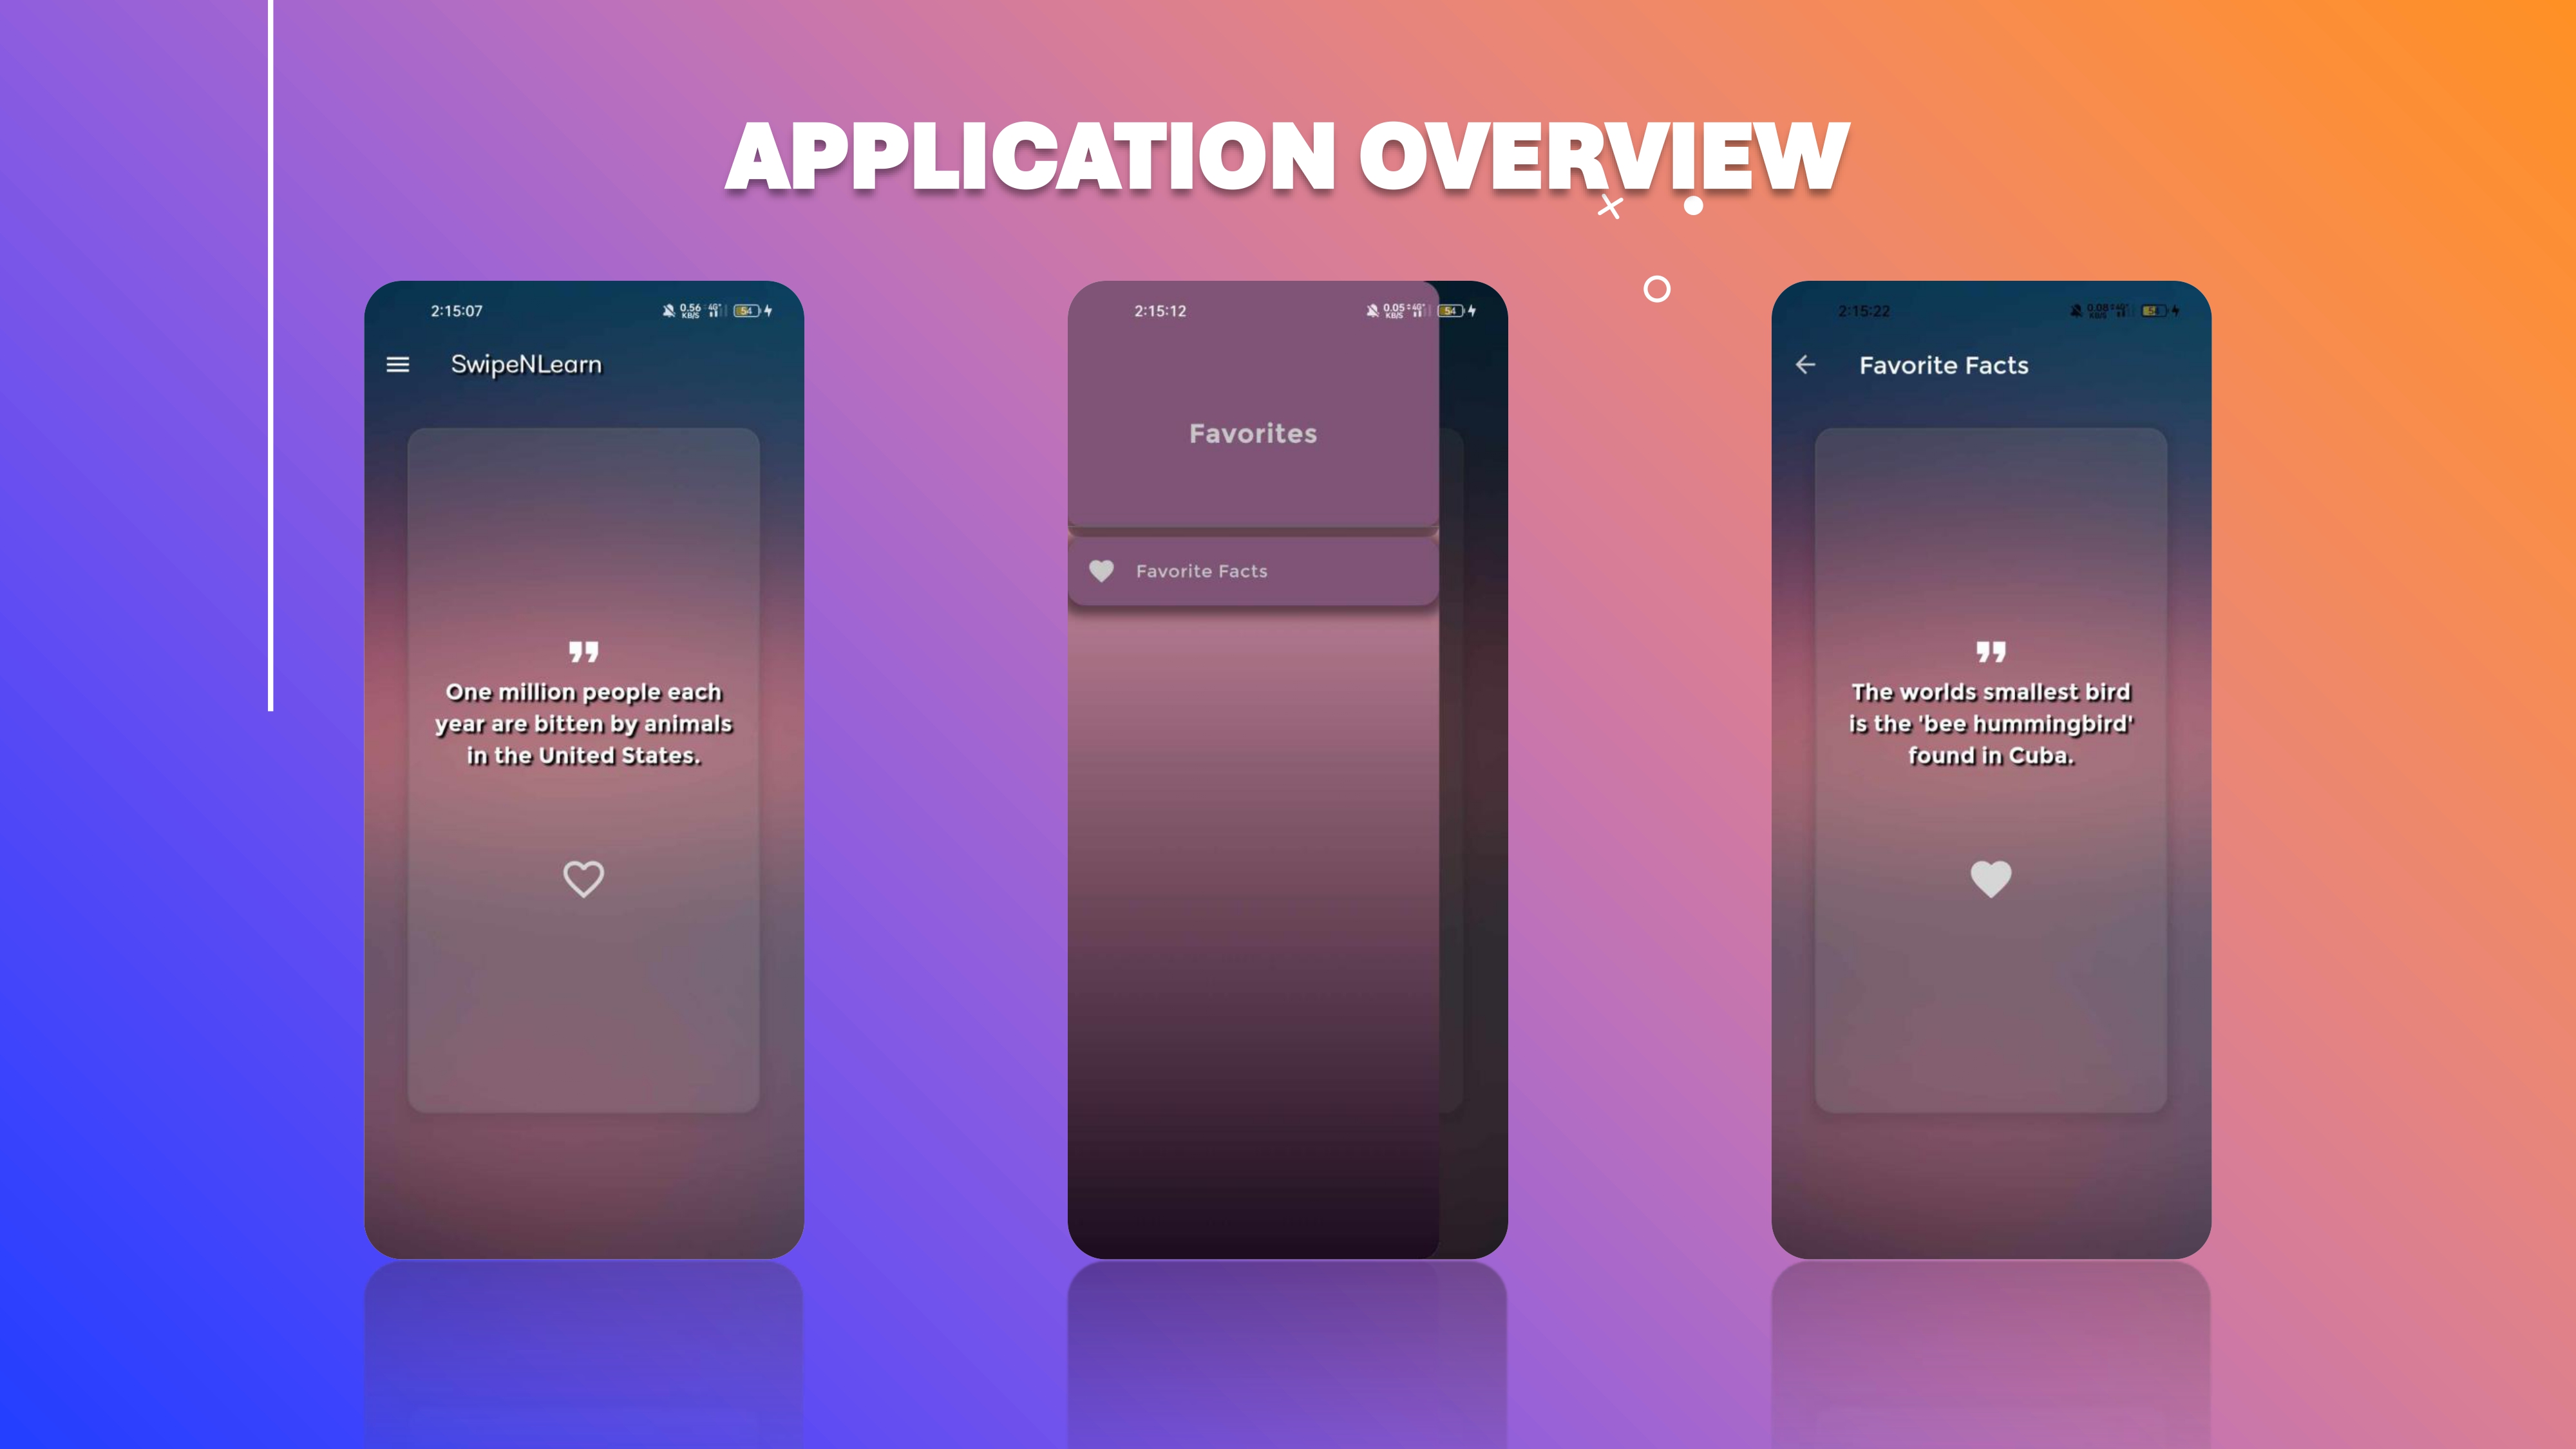 APPLICATION OVERVIEW
2:15:07
0.56 KB/S 4G+ 54
SwipeNLearn
One million people each
year are bitten by animals
in the United States.
2:15:12
0.05 KB/S 4G+ 54
Favorites
Favorite Facts
2:15:22
0.08 KB/S 4G+ 54
Favorite Facts
The worlds smallest bird
is the 'bee hummingbird'
found in Cuba.